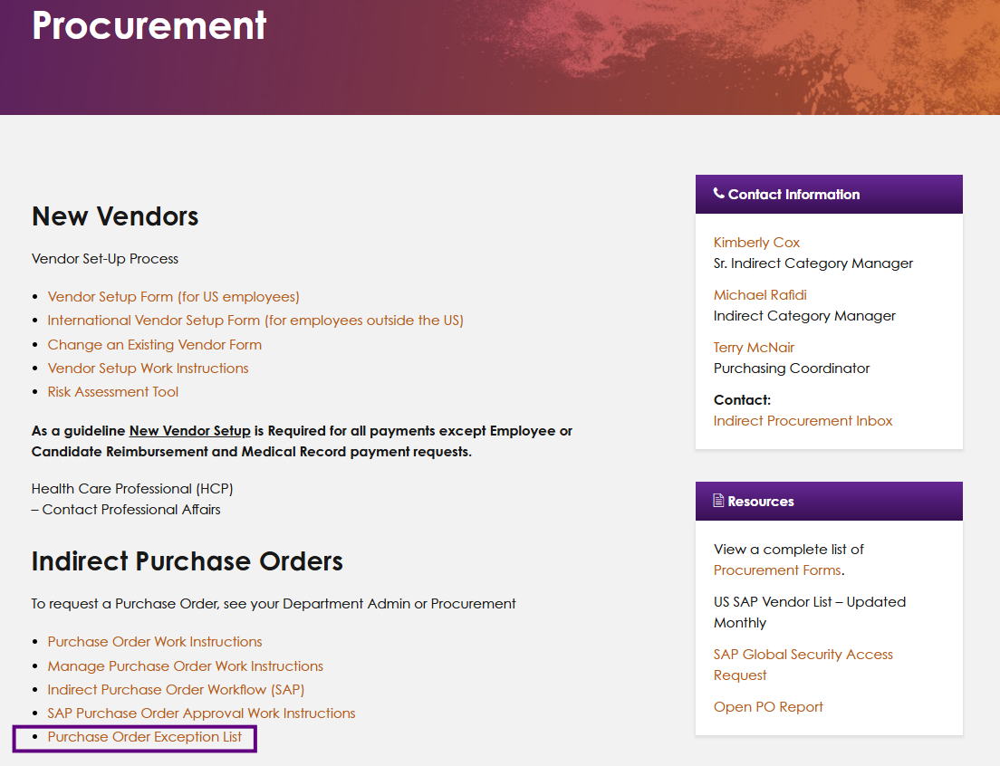 Procurement
New Vendors
Vendor Set-Up Process
Vendor Setup Form (for US employees)
International Vendor Setup Form (for employees outside the US)
Change an Existing Vendor Form
Vendor Setup Work Instructions
Risk Assessment Tool
As a guideline New Vendor Setup is Required for all payments except Employee or
Candidate Reimbursement and Medical Record payment requests.
Health Care Professional (HCP)
– Contact Professional Affairs
Indirect Purchase Orders
To request a Purchase Order, see your Department Admin or Procurement
Purchase Order Work Instructions
Manage Purchase Order Work Instructions
Indirect Purchase Order Workflow (SAP)
SAP Purchase Order Approval Work Instructions
Purchase Order Exception List
Contact Information
Kimberly Cox
Sr. Indirect Category Manager
Michael Rafidi
Indirect Category Manager
Terry McNair
Purchasing Coordinator
Contact:
Indirect Procurement Inbox
Resources
View a complete list of
Procurement Forms.
US SAP Vendor List – Updated
Monthly
SAP Global Security Access
Request
Open PO Report